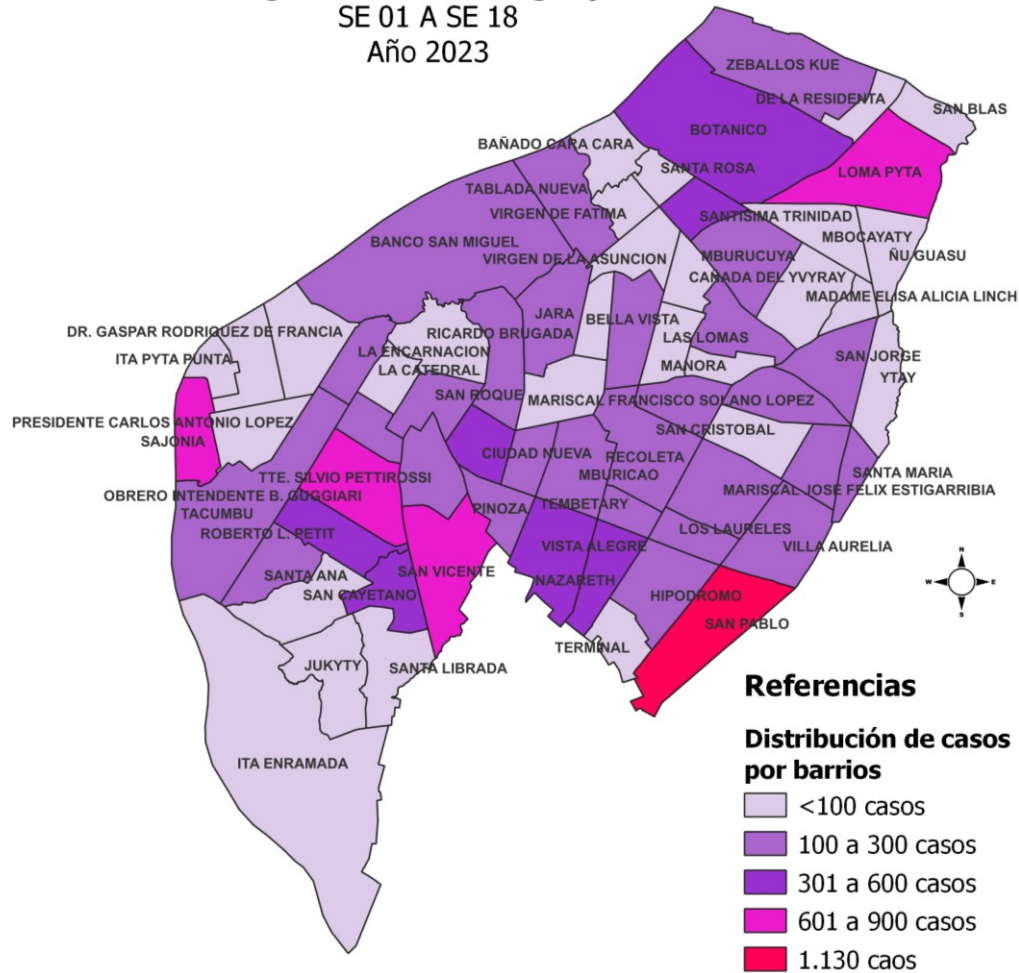 SE 01 A SE 18
Año 2023
ZEBALLOS KUE
DE LA RESIDENTA
SAN BLAS
BOTANICO
BAÑADO CARA CARA
SANTA ROSA
LOMA PYTA
TABLADA NUEVA
VIRGEN DE FATIMA
SANTISIMA TRINIDAD
MBOCAYATY
BANCO SAN MIGUEL
VIRGEN DE LA ASUNCION
MBURUCUYA
ÑU GUASU
CAÑADA DEL YVYRAY
MADAME ELISA ALICIA LINCH
DR. GASPAR RODRIGUEZ DE FRANCIA
RICARDO BRUGADA
JARA
BELLA VISTA
LAS LOMAS
ITA PYTA PUNTA
LA ENCARNACION
LA CATEDRAL
MANORA
SAN JORGE
YTAY
SAN ROQUE
MARISCAL FRANCISCO SOLANO LOPEZ
PRESIDENTE CARLOS ANTONIO LOPEZ
SAJONIA
SAN CRISTOBAL
CIUDAD NUEVA
RECOLETA
MBURICAO
SANTA MARIA
TTE. SILVIO PETTIROSSI
MARISCAL JOSE FELIX ESTIGARRIBIA
OBRERO INTENDENTE B. GUGGIARI
TACUMBU
PINOZA
TEMBETARY
ROBERTO L. PETIT
LOS LAURELES
VISTA ALEGRE
VILLA AURELIA
SANTA ANA
SAN VICENTE
NAZARETH
SAN CAYETANO
HIPODROMO
SAN PABLO
TERMINAL
JUKYTY
SANTA LIBRADA
ITA ENRAMADA
N
W
E
S
Referencias
Distribución de casos
por barrios
<100 casos
100 a 300 casos
301 a 600 casos
601 a 900 casos
1.130 caos